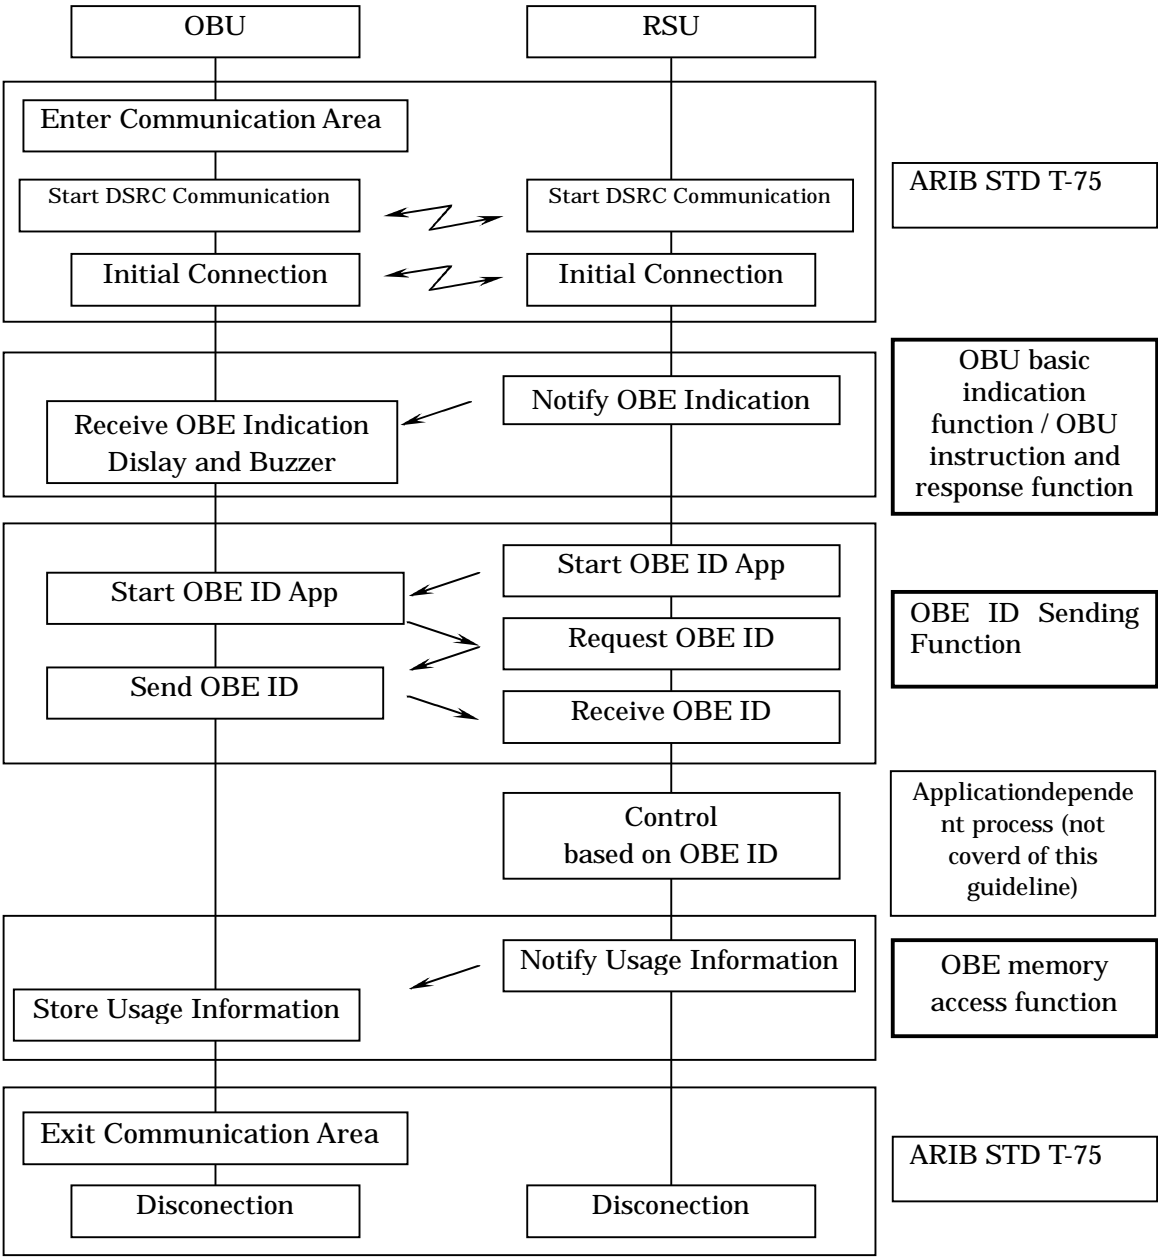 OBU
RSU
Enter Communication Area
Start DSRC Communication
Start DSRC Communication
ARIB STD T-75
Initial Connection
Initial Connection
Notify OBE Indication
Receive OBE Indication
Dislay and Buzzer
OBU basic
indication
function / OBU
instruction and
response function
Start OBE ID App
Start OBE ID App
Request OBE ID
Send OBE ID
Receive OBE ID
OBE ID Sending
Function
Control
based on OBE ID
Applicationdepende
nt process (not
coverd of this
guideline)
Notify Usage Information
Store Usage Information
OBE memory
access function
Exit Communication Area
Disconection
Disconection
ARIB STD T-75